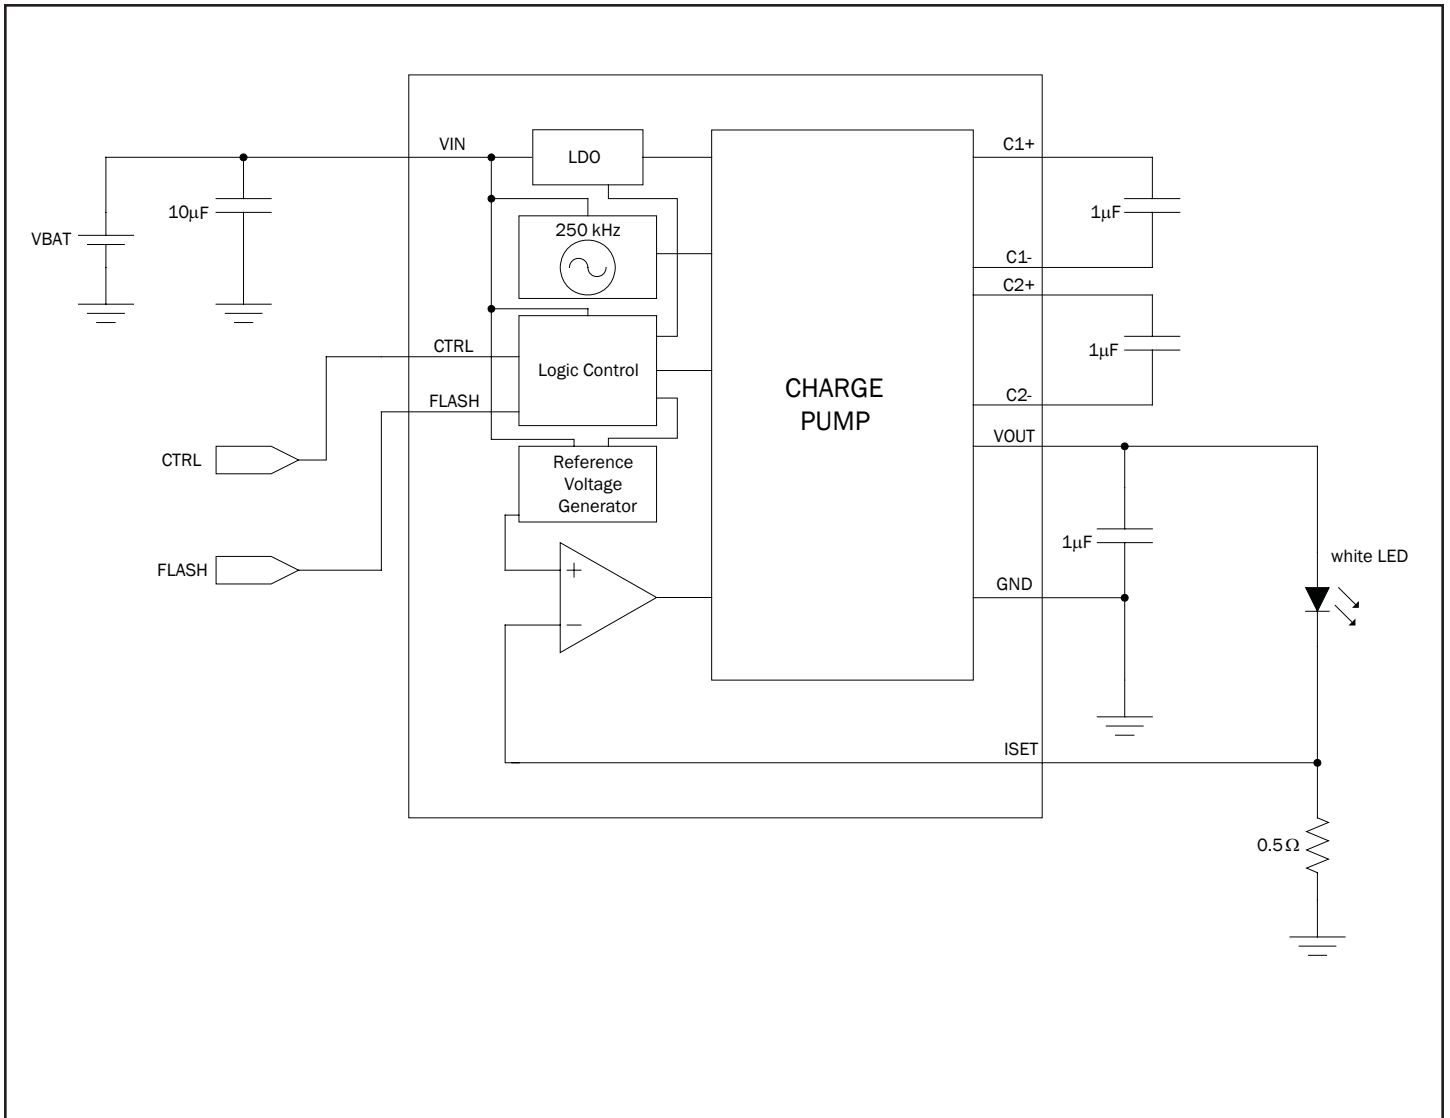 VIN
LDO
C1+
10µF
1µF
VBAT
250 kHz
C1-
C2+
CTRL
Logic Control
1µF
CHARGE
PUMP
FLASH
C2-
VOUT
CTRL
Reference
Voltage
Generator
1µF
white LED
FLASH
+
GND
−
ISET
0.5Ω